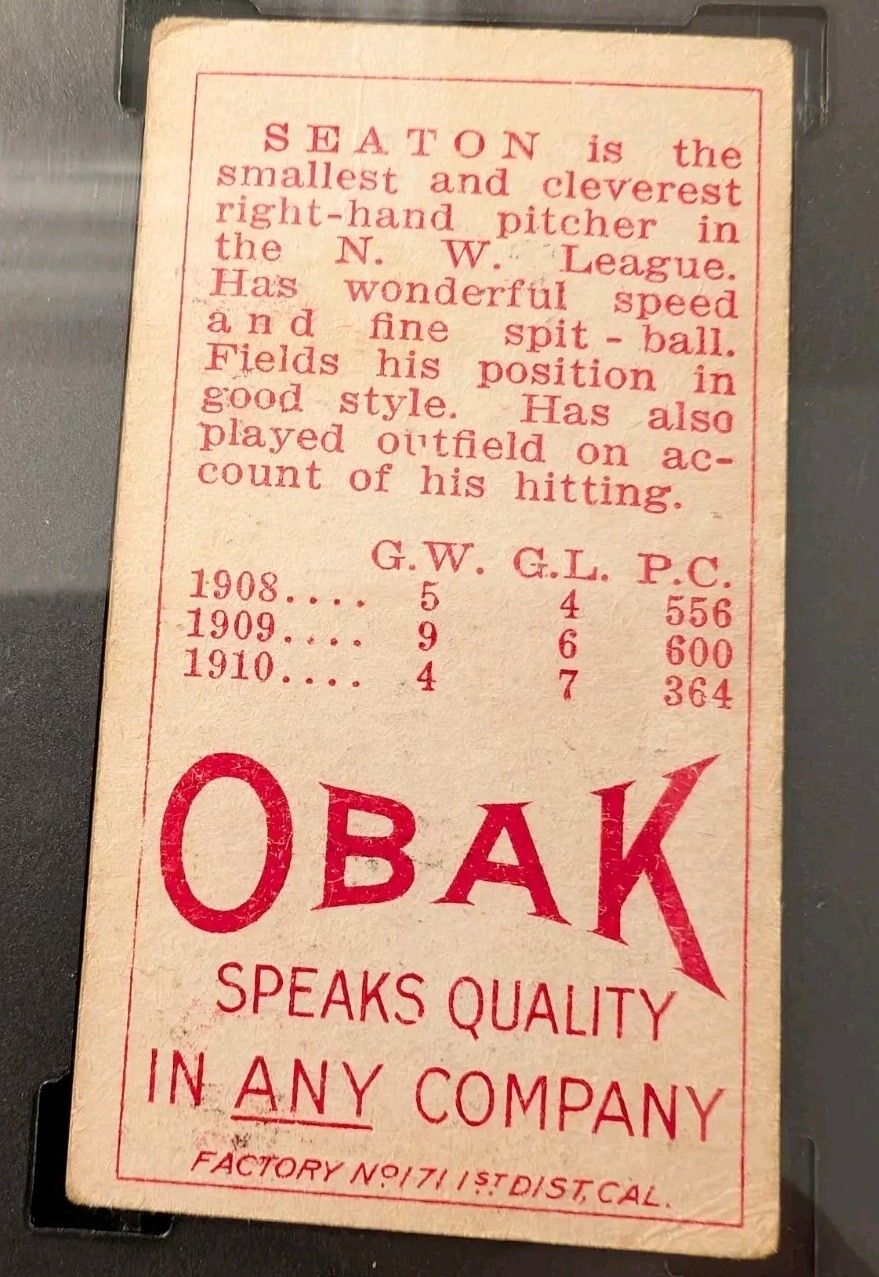 SEATON is the
smallest and cleverest
right-hand pitcher in
the N. W. League.
Has wonderful speed
and fine spit-ball.
Fields his position in
good style. Has also
played outfield on ac-
count of his hitting.
G.W. G.L. P.C.
1908.... 5 4 556
1909.... 9 6 600
1910.... 4 7 364
OBAK
SPEAKS QUALITY
IN ANY COMPANY
FACTORY No 171 1ST DIST, CAL.